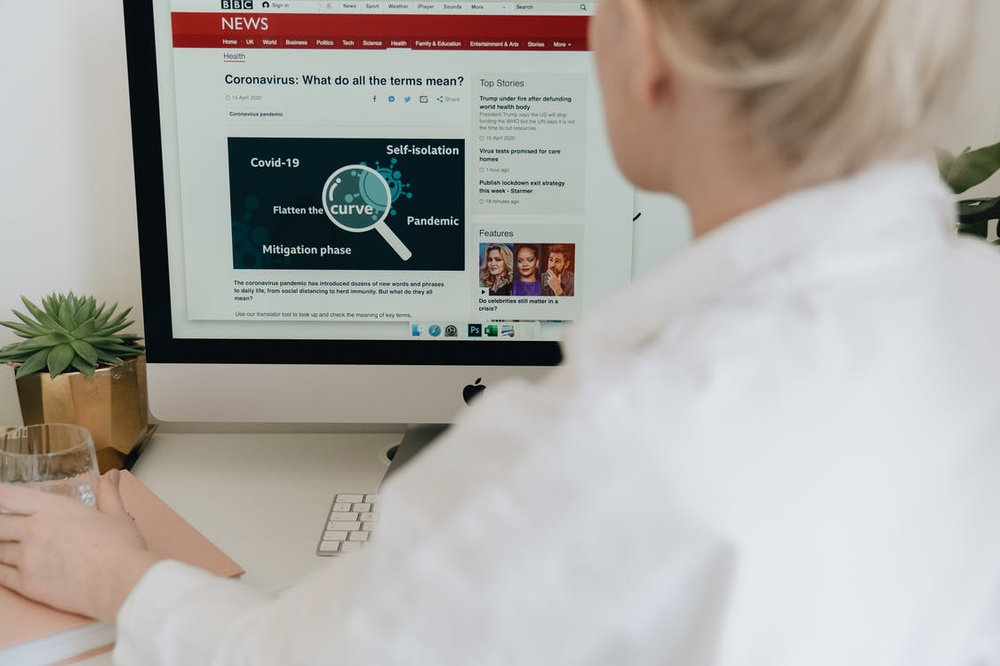 BBC Sign in News Sport Weather iPlayer Sounds More Search
NEWS
Home UK World Business Politics Tech Science Health Family & Education Entertainment & Arts Stories More
Health
Coronavirus: What do all the terms mean?
14 April 2020
Share
Coronavirus pandemic
Self-isolation
Covid-19
Flatten the curve
Pandemic
Mitigation phase
The coronavirus pandemic has introduced dozens of new words and phrases
to daily life, from social distancing to herd immunity. But what do they all
mean?
Use our translator tool to look up and check the meaning of key terms.
Top Stories
Trump under fire after defunding
world health body
President Trump says the US will stop
funding the WHO but the UN says it is not
the time to cut resources.
15 April 2020
Virus tests promised for care
homes
1 hour ago
Publish lockdown exit strategy
this week - Starmer
18 minutes ago
Features
Do celebrities still matter in a
crisis?
Ps